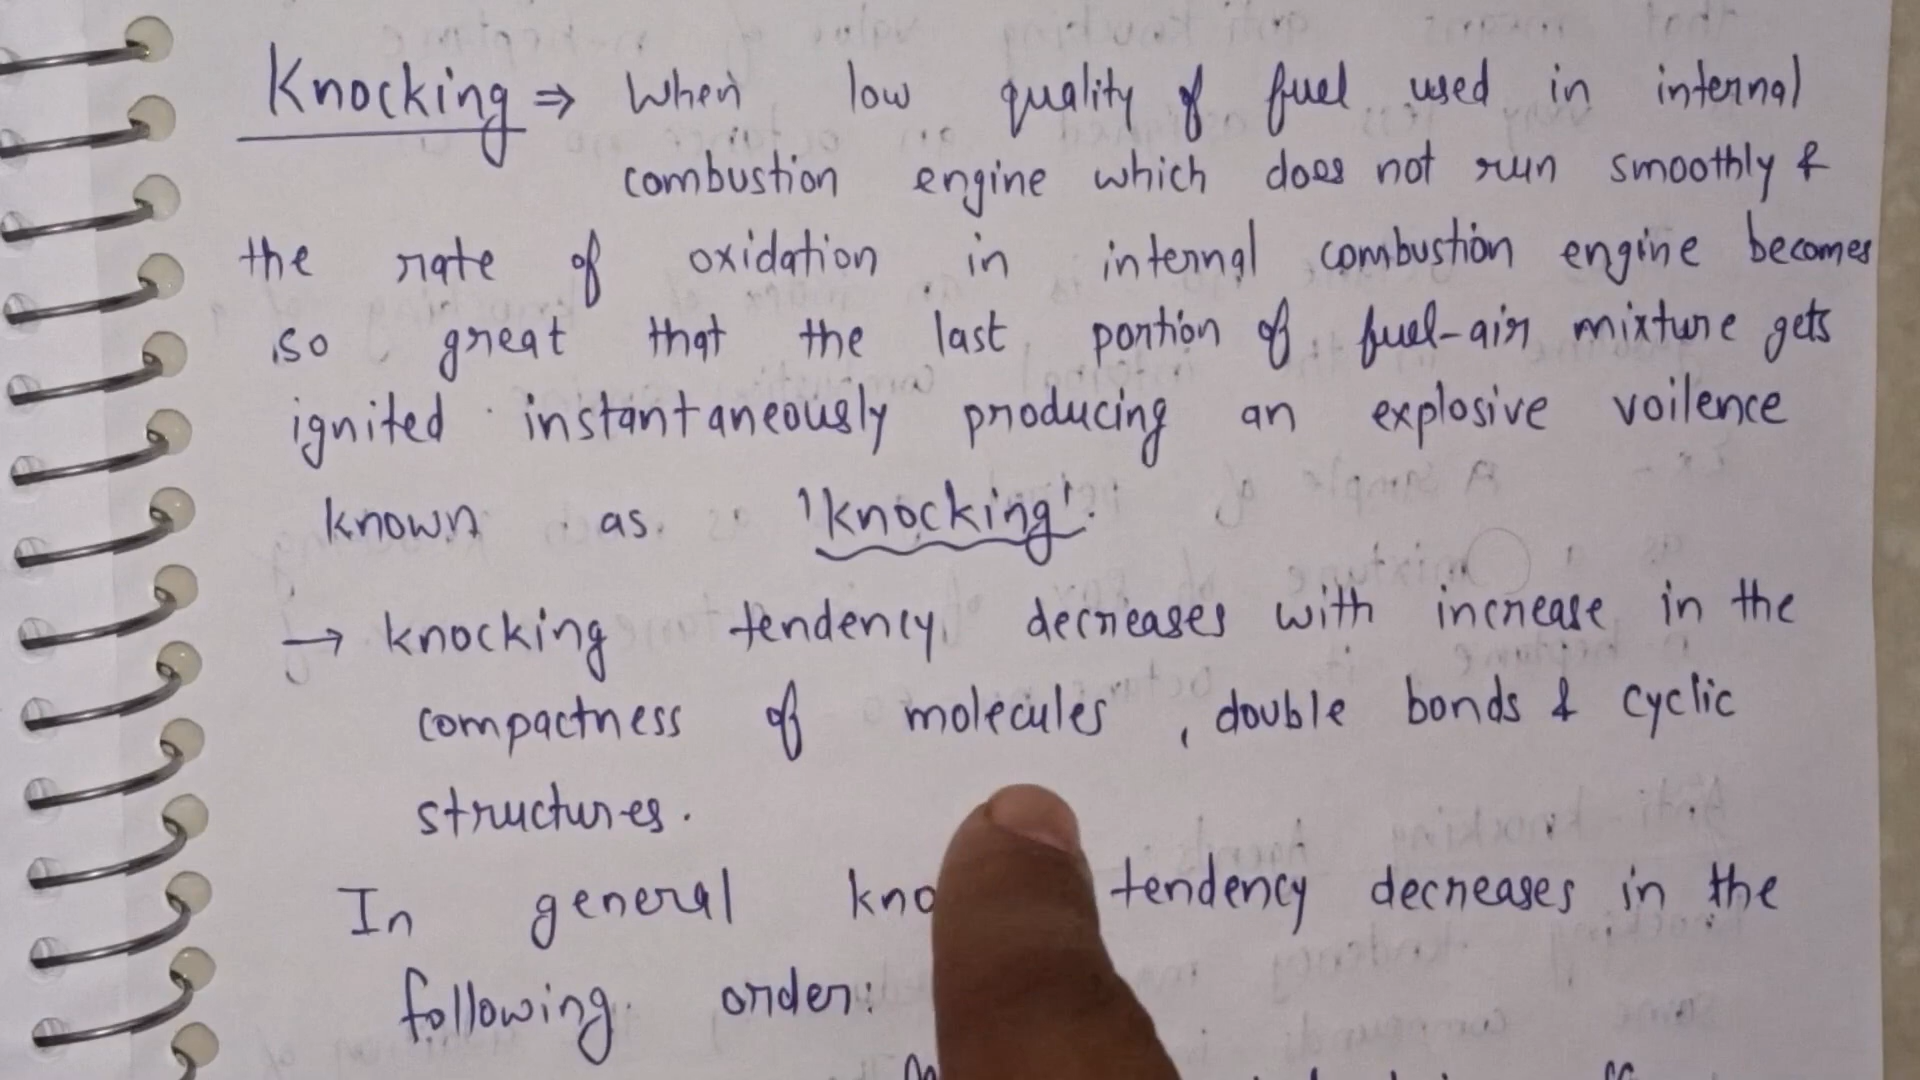 Knocking ⇒ When low quality of fuel used in internal
combustion engine which does not run smoothly &
the rate of oxidation in internal combustion engine becomes
so great that the last portion of fuel-air mixture gets
ignited instantaneously producing an explosive voilence
known as 'knocking'.
→ knocking tendency decreases with increase in the
compactness of molecules, double bonds & cyclic
structures.
In general kno tendency decreases in the
following order: